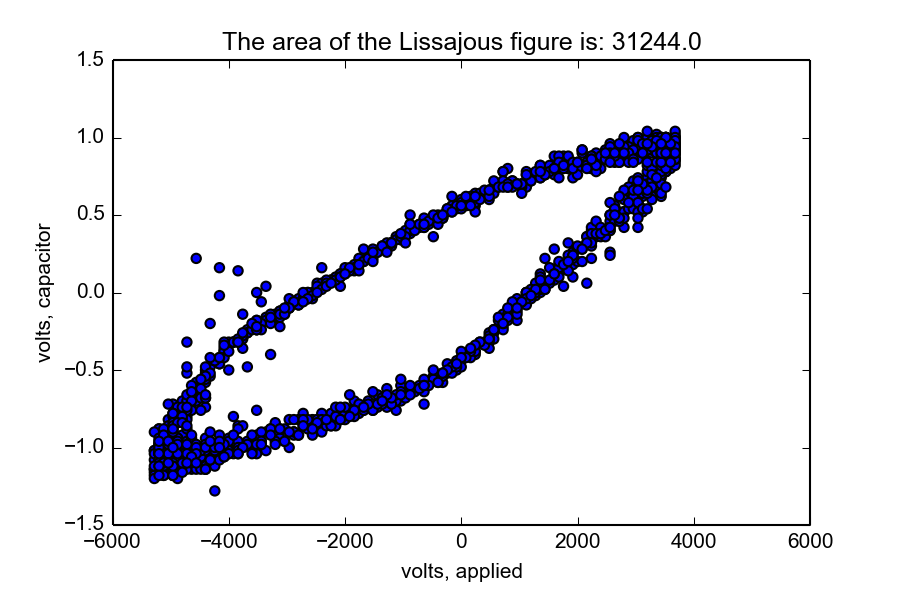 The area of the Lissajous figure is: 31244.0
1.5
1.0
0.5
0.0
−0.5
−1.0
−1.5
volts, capacitor
−6000 −4000 −2000 0 2000 4000 6000
volts, applied